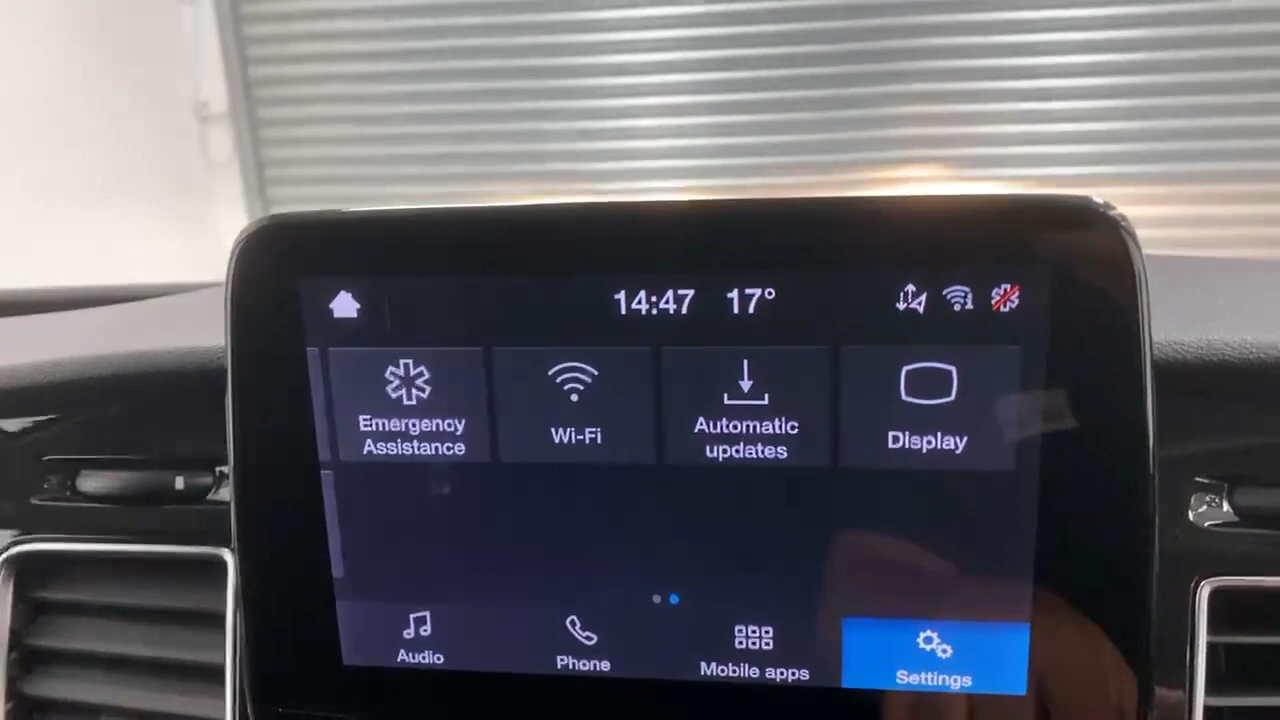 14:47 17°
Emergency
Assistance
Wi-Fi
Automatic
updates
Display
Audio
Phone
Mobile apps
Settings